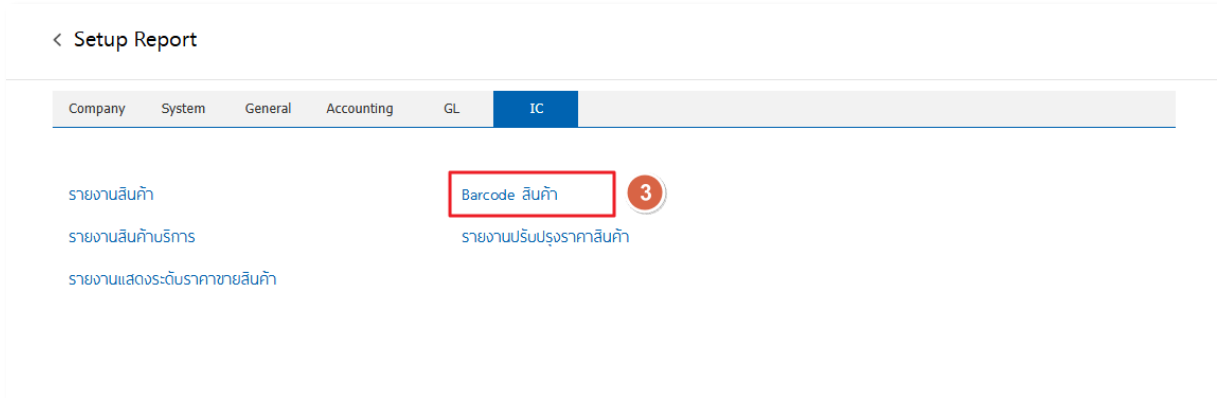 < Setup Report
Company System General Accounting GL IC
รายงานสินค้า Barcode สินค้า 3
รายงานสินค้าบริการ รายงานปรับปรุงราคาสินค้า
รายงานแสดงระดับราคาขายสินค้า